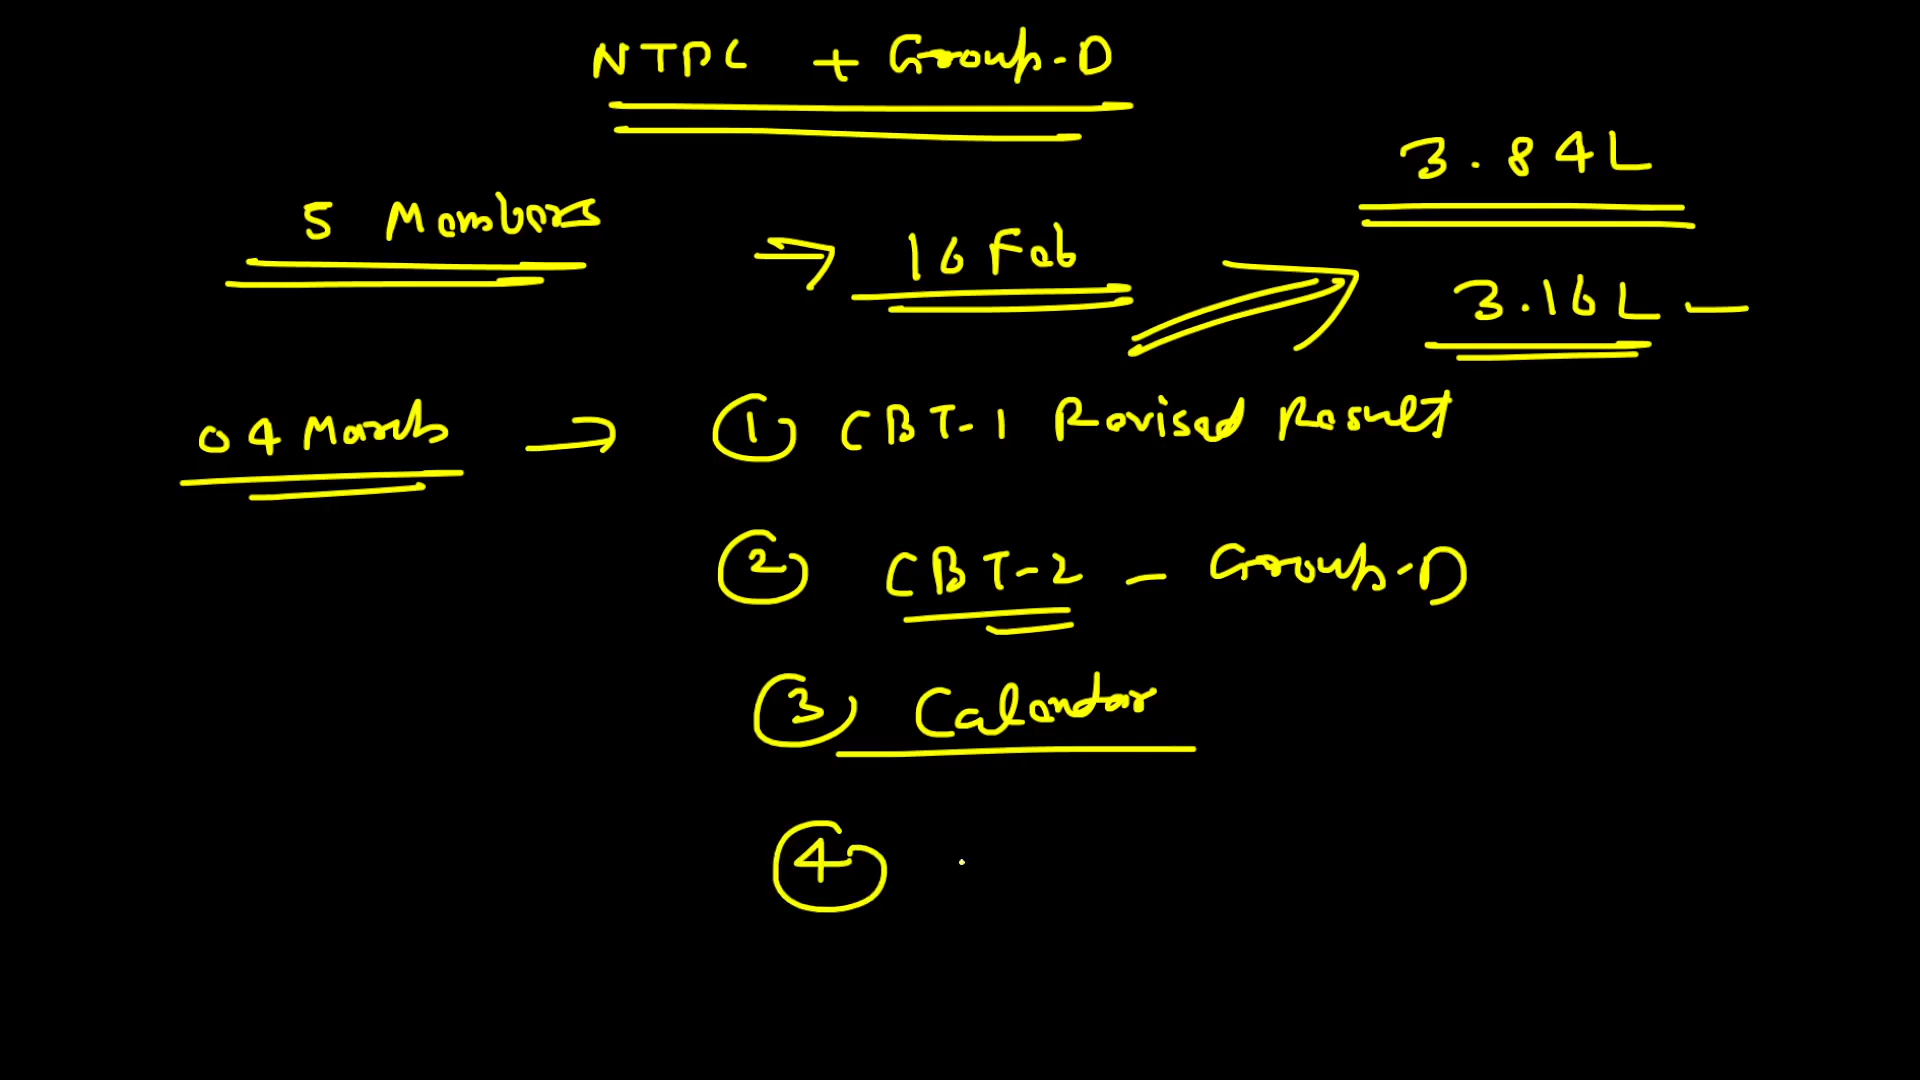 NTPC + Group-D
3.84L
5 Members → 16 Feb
3.16L -
04 March → ① CBT-1 Revised Result
② CBT-2 - Group-D
③ Calendar
④